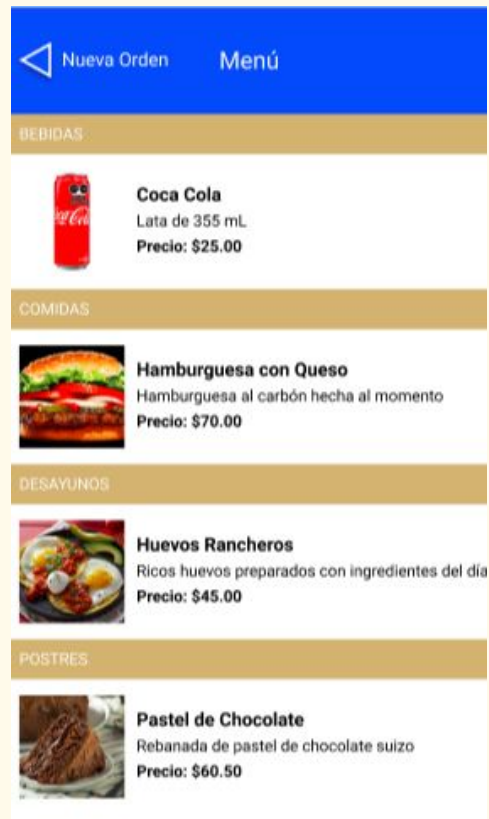 Nueva Orden Menú
BEBIDAS
Coca Cola
Lata de 355 mL
Precio: $25.00
COMIDAS
Hamburguesa con Queso
Hamburguesa al carbón hecha al momento
Precio: $70.00
DESAYUNOS
Huevos Rancheros
Ricos huevos preparados con ingredientes del día
Precio: $45.00
POSTRES
Pastel de Chocolate
Rebanada de pastel de chocolate suizo
Precio: $60.50